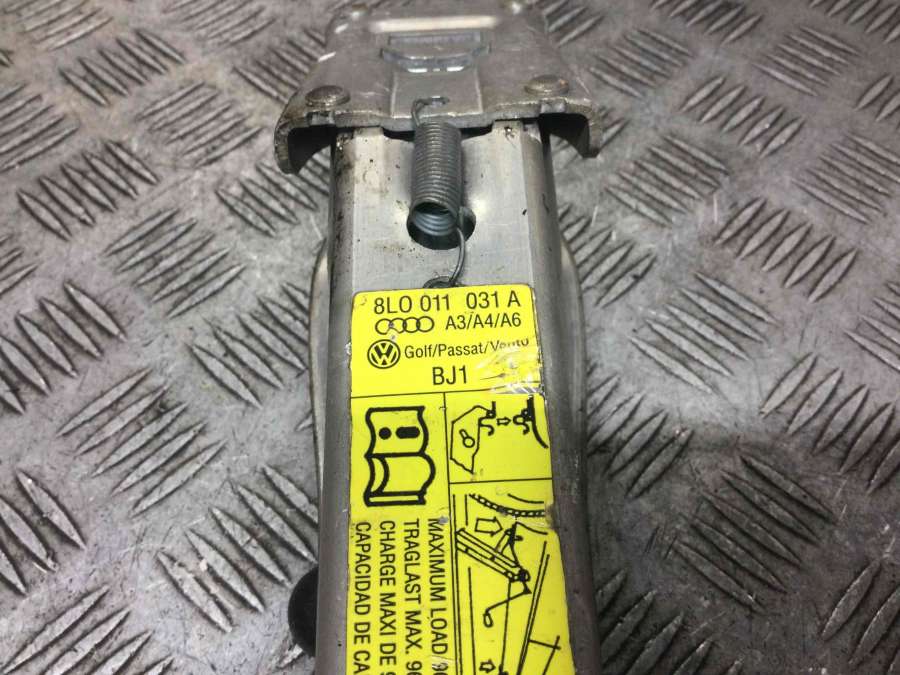 8L0 011 031 A
A3/A4/A6
Golf/Passat/Vento
BJ1
MAXIMUM LOAD/
TRAGLAST MAX.
CHARGE MAXI DE
CAPACIDAD DE